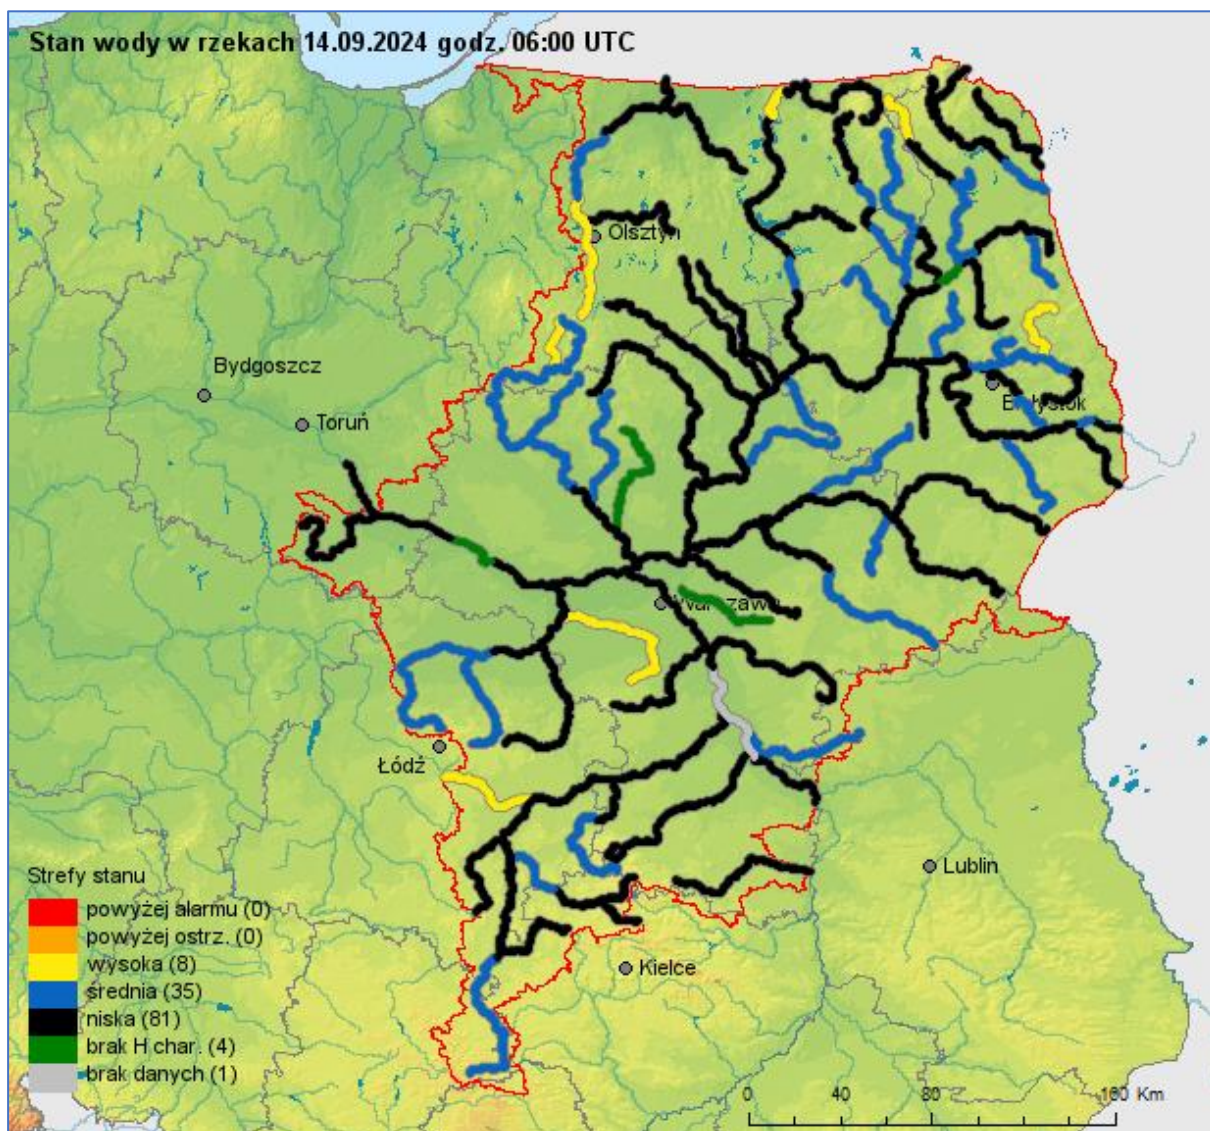 Stan wody w rzekach 14.09.2024 godz. 06:00 UTC
Olsztyn
Bydgoszcz
Białystok
Toruń
Warszawa
Łódź
Lublin
Strefy stanu
powyżej alarmu (0)
powyżej ostrz. (0)
wysoka (8)
średnia (35)
niska (81)
brak H char. (4)
brak danych (1)
Kielce
0 40 80 160 Km